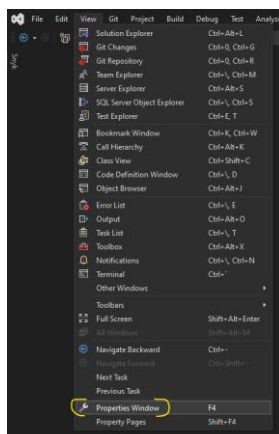 File Edit View Git Project Build Debug Test Analyz
Snyk
Solution Explorer Ctrl+Alt+L
Git Changes Ctrl+0, Ctrl+G
Git Repository Ctrl+0, Ctrl+R
Team Explorer Ctrl+\, Ctrl+M
Server Explorer Ctrl+Alt+S
SQL Server Object Explorer Ctrl+\, Ctrl+S
Test Explorer Ctrl+E, T
Bookmark Window Ctrl+K, Ctrl+W
Call Hierarchy Ctrl+Alt+K
Class View Ctrl+Shift+C
Code Definition Window Ctrl+\, D
Object Browser Ctrl+Alt+J
Error List Ctrl+\, E
Output Ctrl+Alt+O
Task List Ctrl+\, T
Toolbox Ctrl+Alt+X
Notifications Ctrl+\, Ctrl+N
Terminal Ctrl+`
Other Windows
Toolbars
Full Screen Shift+Alt+Enter
All Windows Shift+Alt+M
Navigate Backward Ctrl+-
Navigate Forward Ctrl+Shift+-
Next Task
Previous Task
Properties Window F4
Property Pages Shift+F4